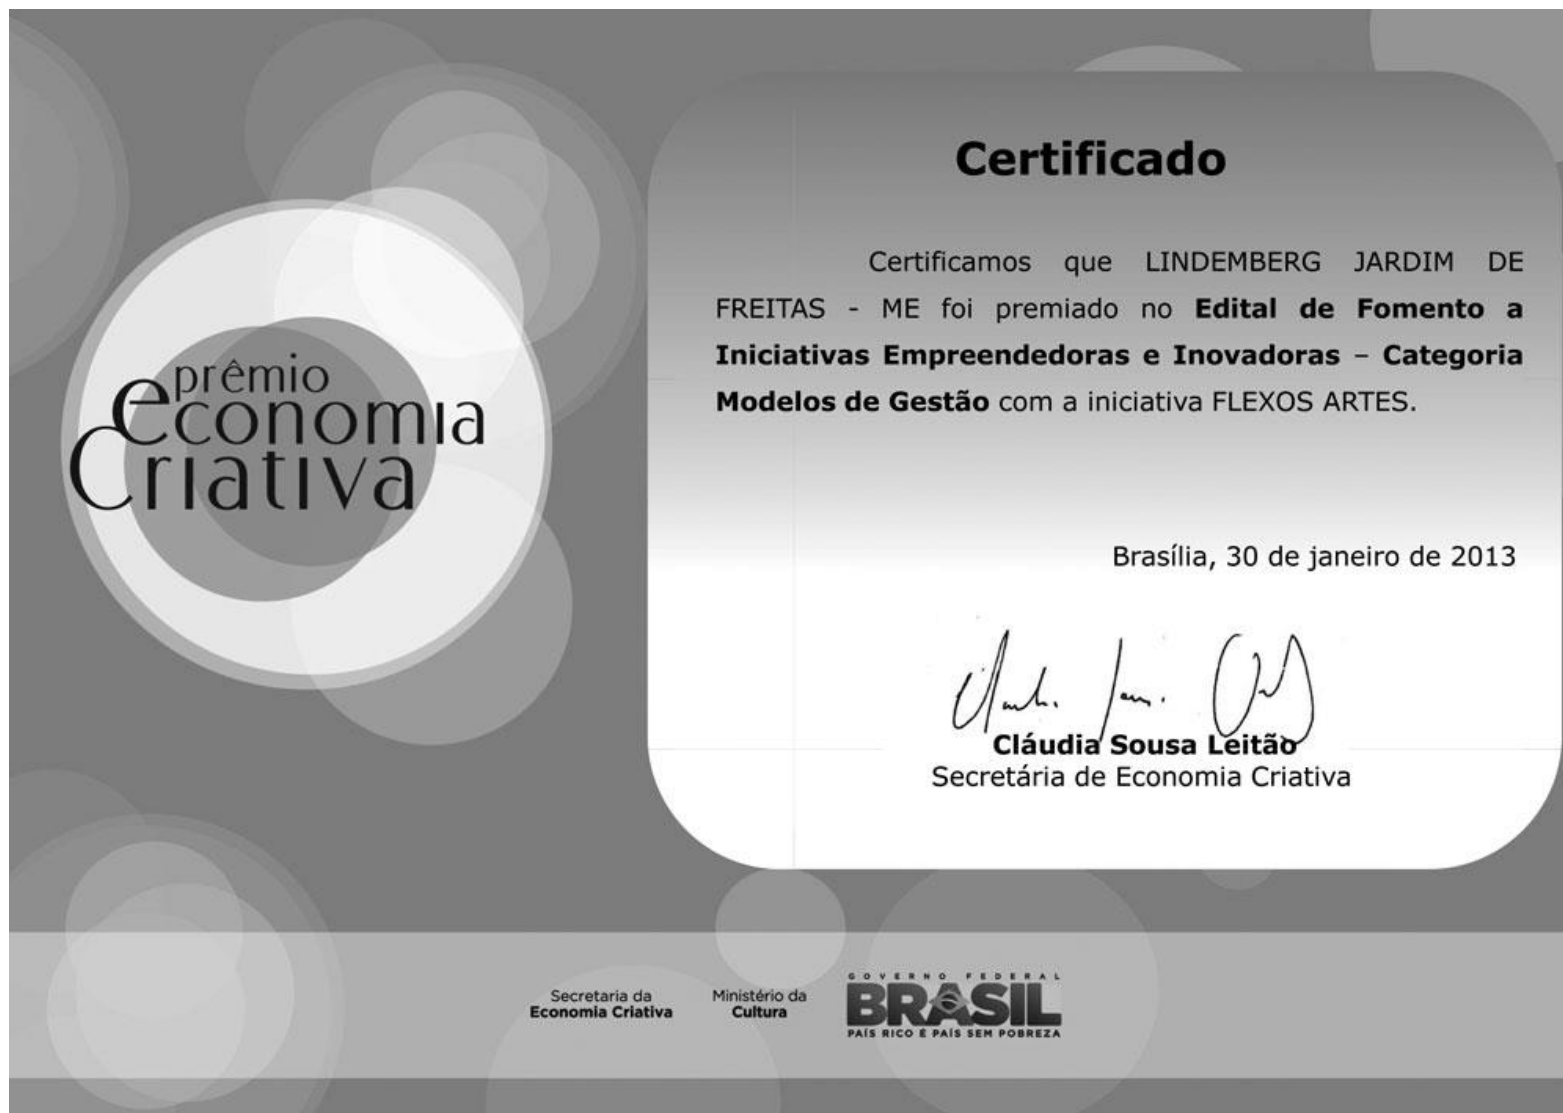 prêmio
economia
Criativa
Certificado
Certificamos que LINDEMBERG JARDIM DE
FREITAS - ME foi premiado no Edital de Fomento a
Iniciativas Empreendedoras e Inovadoras – Categoria
Modelos de Gestão com a iniciativa FLEXOS ARTES.
Brasília, 30 de janeiro de 2013
Cláudia Sousa Leitão
Secretária de Economia Criativa
Secretaria da
Economia Criativa
Ministério da
Cultura
GOVERNO FEDERAL
BRASIL
PAÍS RICO É PAÍS SEM POBREZA